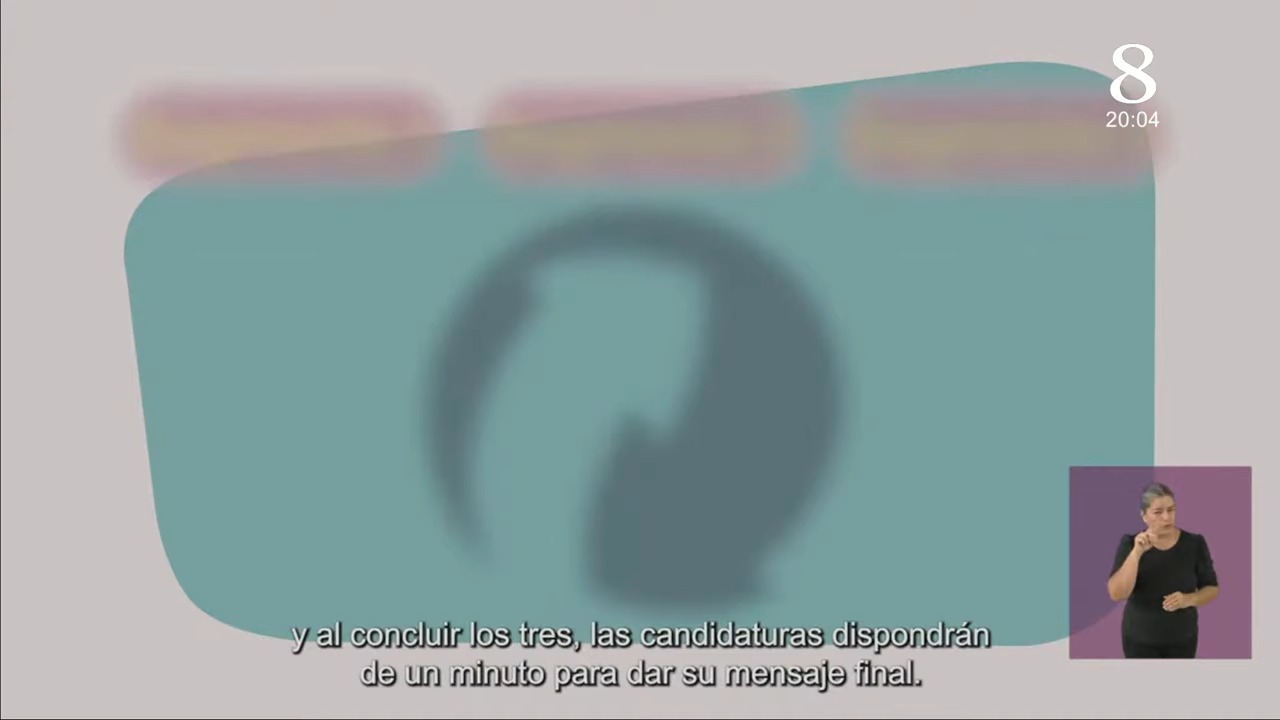 8
20:04
y al concluir los tres, las candidaturas dispondrán
de un minuto para dar su mensaje final.